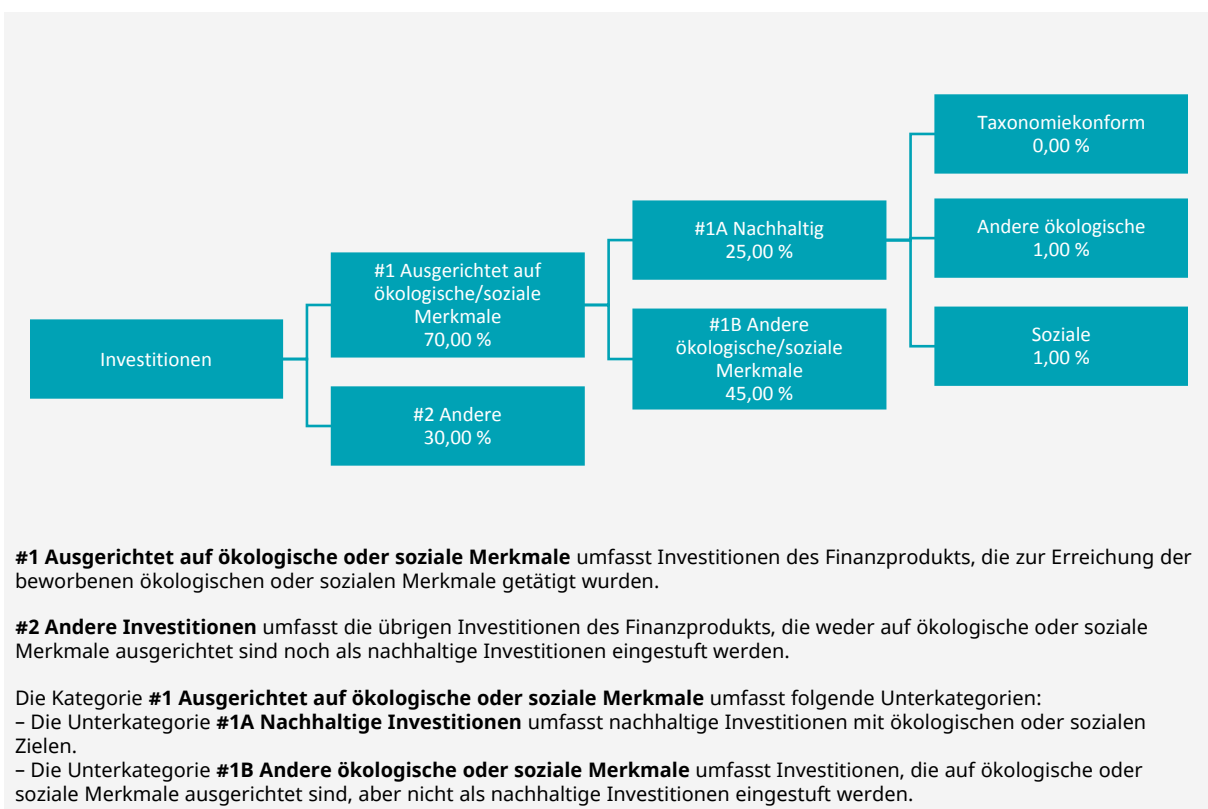 Investitionen
#1 Ausgerichtet auf
ökologische/soziale
Merkmale
70,00 %
#2 Andere
30,00 %
#1A Nachhaltig
25,00 %
#1B Andere
ökologische/soziale
Merkmale
45,00 %
Taxonomiekonform
0,00 %
Andere ökologische
1,00 %
Soziale
1,00 %
#1 Ausgerichtet auf ökologische oder soziale Merkmale umfasst Investitionen des Finanzprodukts, die zur Erreichung der
beworbenen ökologischen oder sozialen Merkmale getätigt wurden.
#2 Andere Investitionen umfasst die übrigen Investitionen des Finanzprodukts, die weder auf ökologische oder soziale
Merkmale ausgerichtet sind noch als nachhaltige Investitionen eingestuft werden.
Die Kategorie #1 Ausgerichtet auf ökologische oder soziale Merkmale umfasst folgende Unterkategorien:
– Die Unterkategorie #1A Nachhaltige Investitionen umfasst nachhaltige Investitionen mit ökologischen oder sozialen
Zielen.
– Die Unterkategorie #1B Andere ökologische oder soziale Merkmale umfasst Investitionen, die auf ökologische oder
soziale Merkmale ausgerichtet sind, aber nicht als nachhaltige Investitionen eingestuft werden.